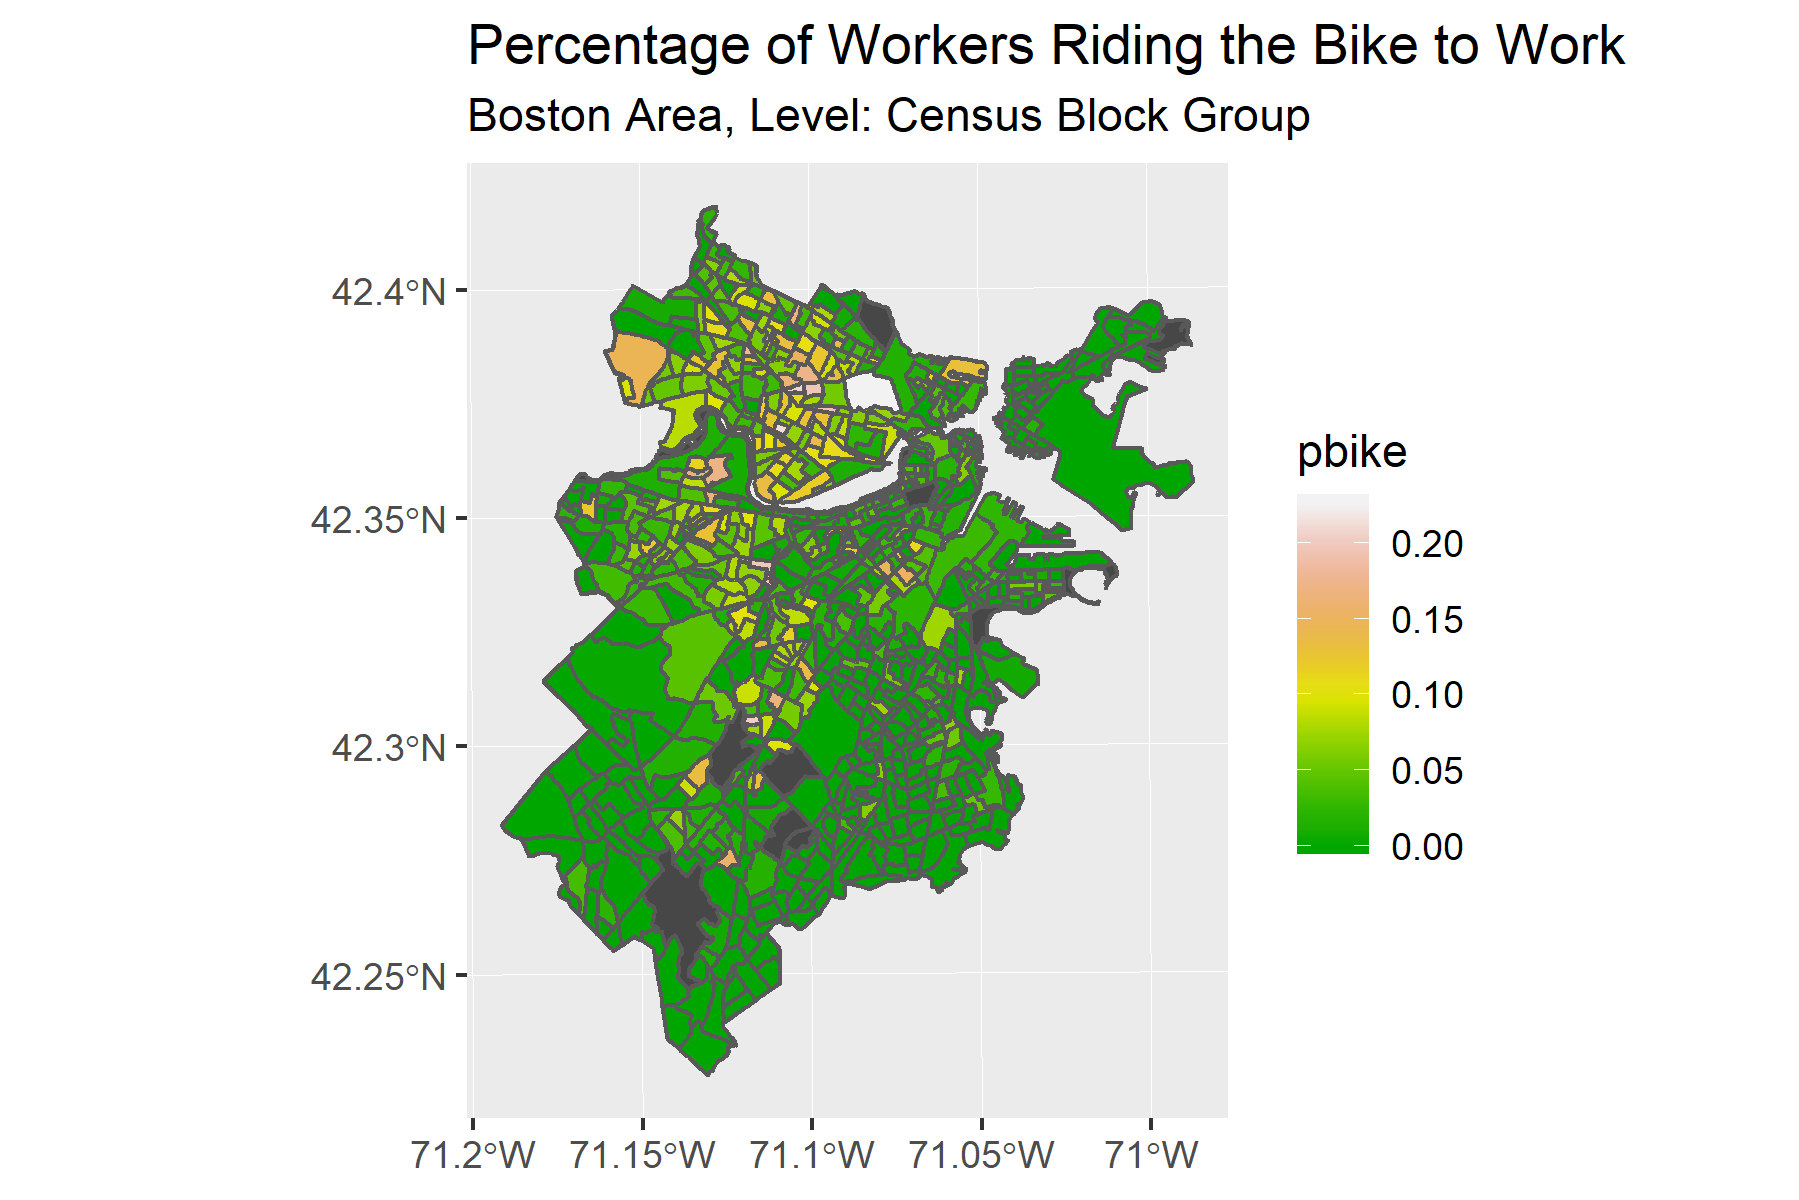 Percentage of Workers Riding the Bike to Work
Boston Area, Level: Census Block Group
42.4°N
42.35°N
42.3°N
42.25°N
71.2°W 71.15°W 71.1°W 71.05°W 71°W
pbike
0.20
0.15
0.10
0.05
0.00